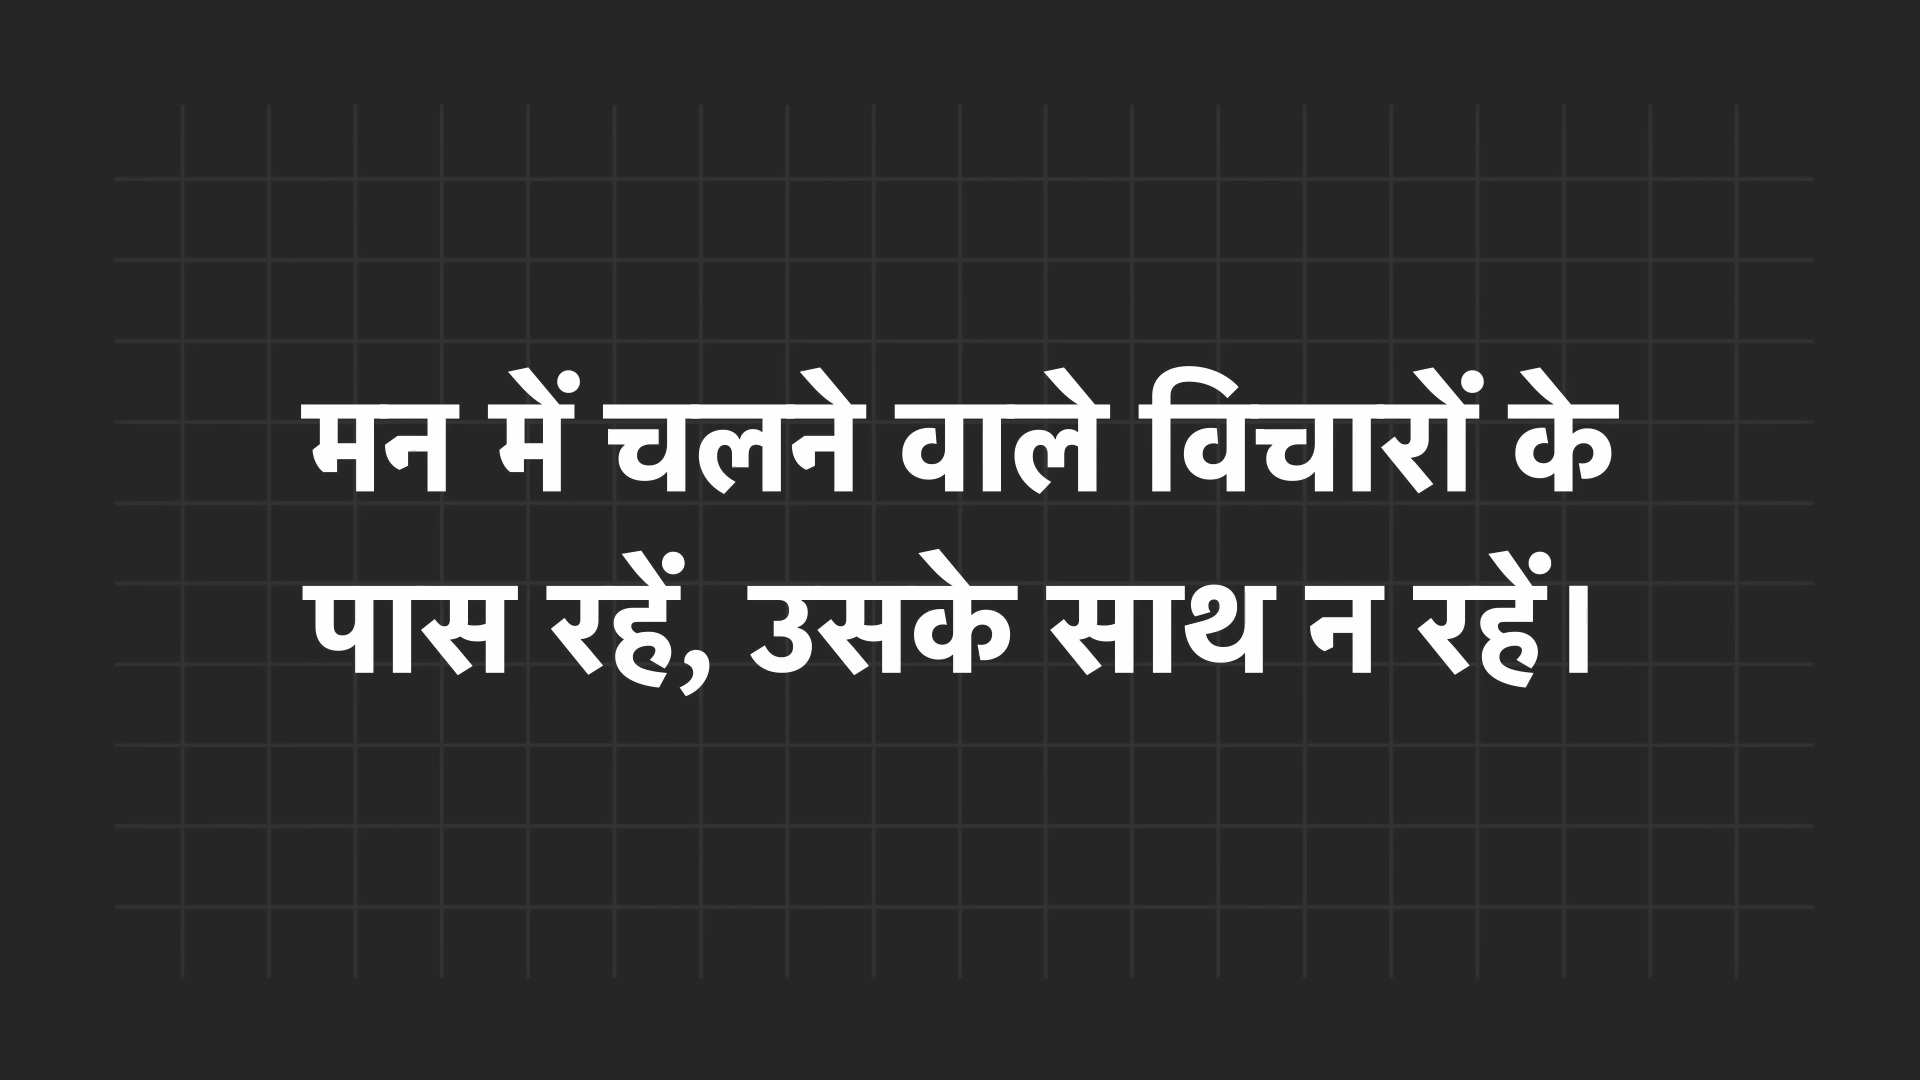 मन में चलने वाले विचारों के
पास रहें, उसके साथ न रहें।